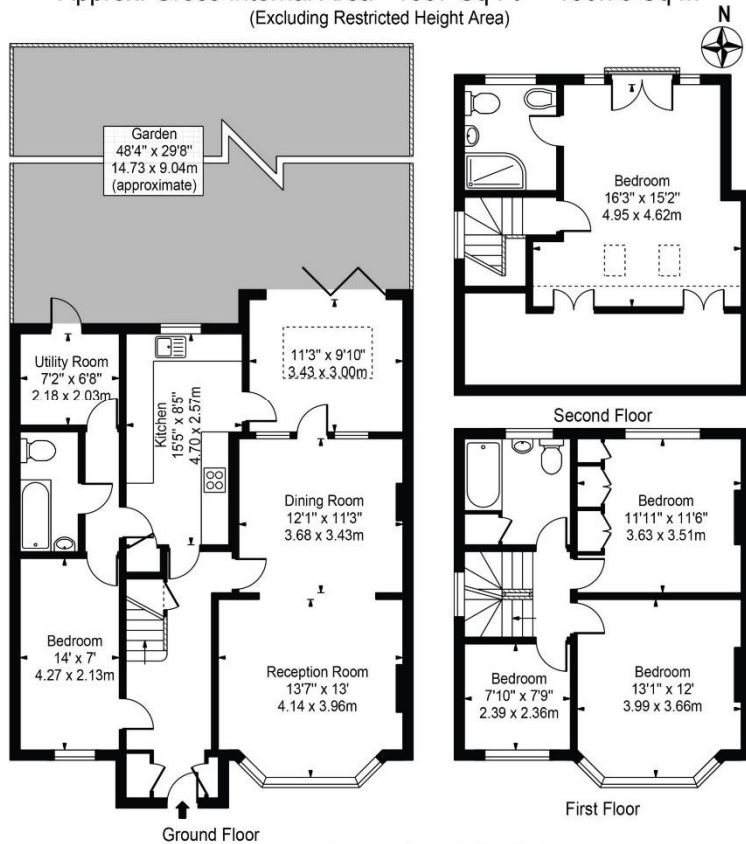 (Excluding Restricted Height Area)
N
Garden
48'4" x 29'8"
14.73 x 9.04m
(approximate)
Utility Room
7'2" x 6'8"
2.18 x 2.03m
Kitchen
15'5" x 8'5"
4.70 x 2.57m
11'3" x 9'10"
3.43 x 3.00m
Dining Room
12'1" x 11'3"
3.68 x 3.43m
Bedroom
14' x 7'
4.27 x 2.13m
Reception Room
13'7" x 13'
4.14 x 3.96m
Ground Floor
Bedroom
16'3" x 15'2"
4.95 x 4.62m
Second Floor
Bedroom
11'11" x 11'6"
3.63 x 3.51m
Bedroom
7'10" x 7'9"
2.39 x 2.36m
Bedroom
13'1" x 12'
3.99 x 3.66m
First Floor